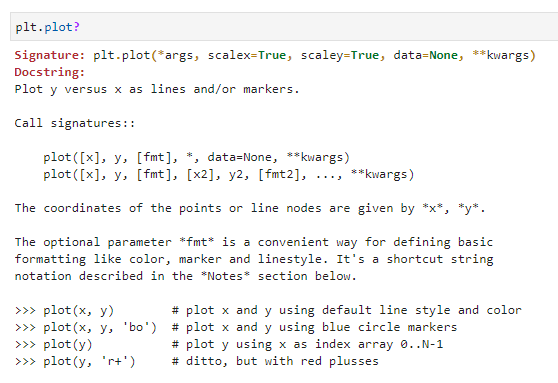 plt.plot?
Signature: plt.plot(*args, scalex=True, scaley=True, data=None, **kwargs)
Docstring:
Plot y versus x as lines and/or markers.
Call signatures::
    plot([x], y, [fmt], *, data=None, **kwargs)
    plot([x], y, [fmt], [x2], y2, [fmt2], ..., **kwargs)
The coordinates of the points or line nodes are given by *x*, *y*.
The optional parameter *fmt* is a convenient way for defining basic
formatting like color, marker and linestyle. It's a shortcut string
notation described in the *Notes* section below.
>>> plot(x, y)        # plot x and y using default line style and color
>>> plot(x, y, 'bo')  # plot x and y using blue circle markers
>>> plot(y)           # plot y using x as index array 0..N-1
>>> plot(y, 'r+')     # ditto, but with red plusses